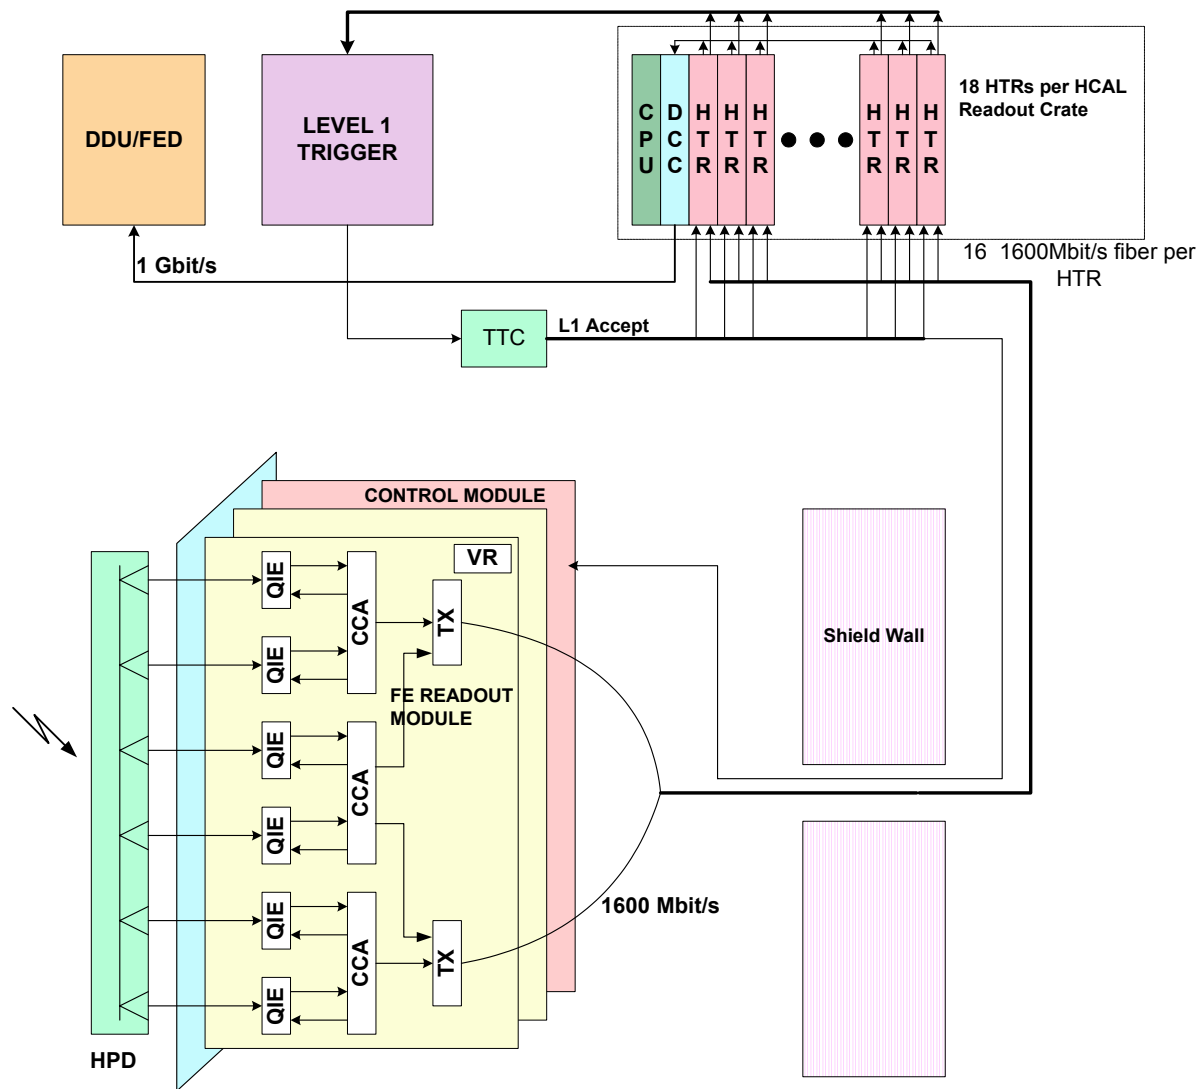 DDU/FED
LEVEL 1
TRIGGER
C
P
U
D
C
C
H
T
R
H
T
R
H
T
R
H
T
R
H
T
R
H
T
R
18 HTRs per HCAL
Readout Crate
1 Gbit/s
16 1600Mbit/s fiber per
HTR
TTC
L1 Accept
CONTROL MODULE
VR
QIE
QIE
QIE
QIE
QIE
QIE
CCA
CCA
CCA
TX
TX
FE READOUT
MODULE
Shield Wall
1600 Mbit/s
HPD